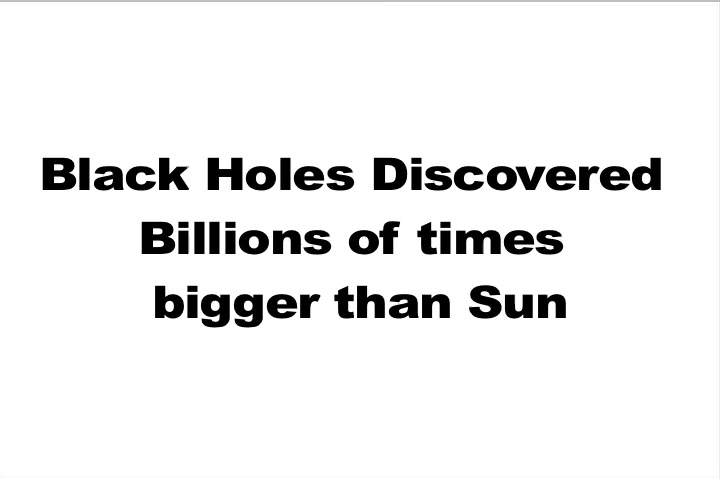 Black Holes Discovered
Billions of times
bigger than Sun